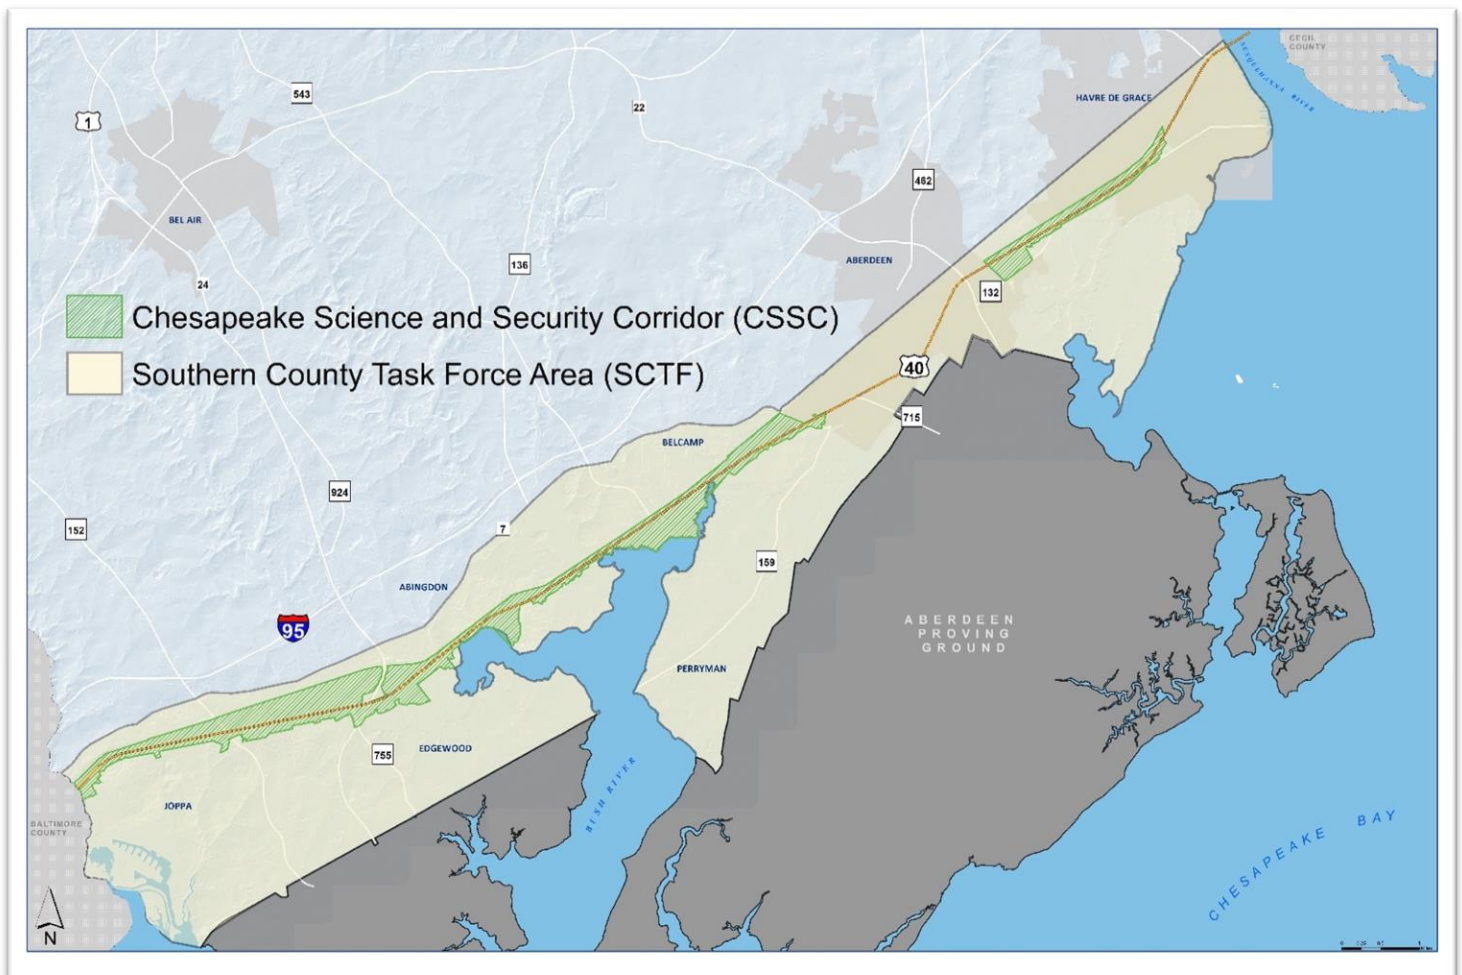 CECIL
COUNTY
SUSQUEHANNA RIVER
543
22
HAVRE DE GRACE
1
462
BEL AIR
136
ABERDEEN
24
132
Chesapeake Science and Security Corridor (CSSC)
Southern County Task Force Area (SCTF)
40
715
BELCAMP
924
152
7
159
ABINGDON
95
ABERDEEN
PROVING
GROUND
PERRYMAN
EDGEWOOD
755
JOPPA
BUSH RIVER
BALTIMORE
COUNTY
CHESAPEAKE BAY
N